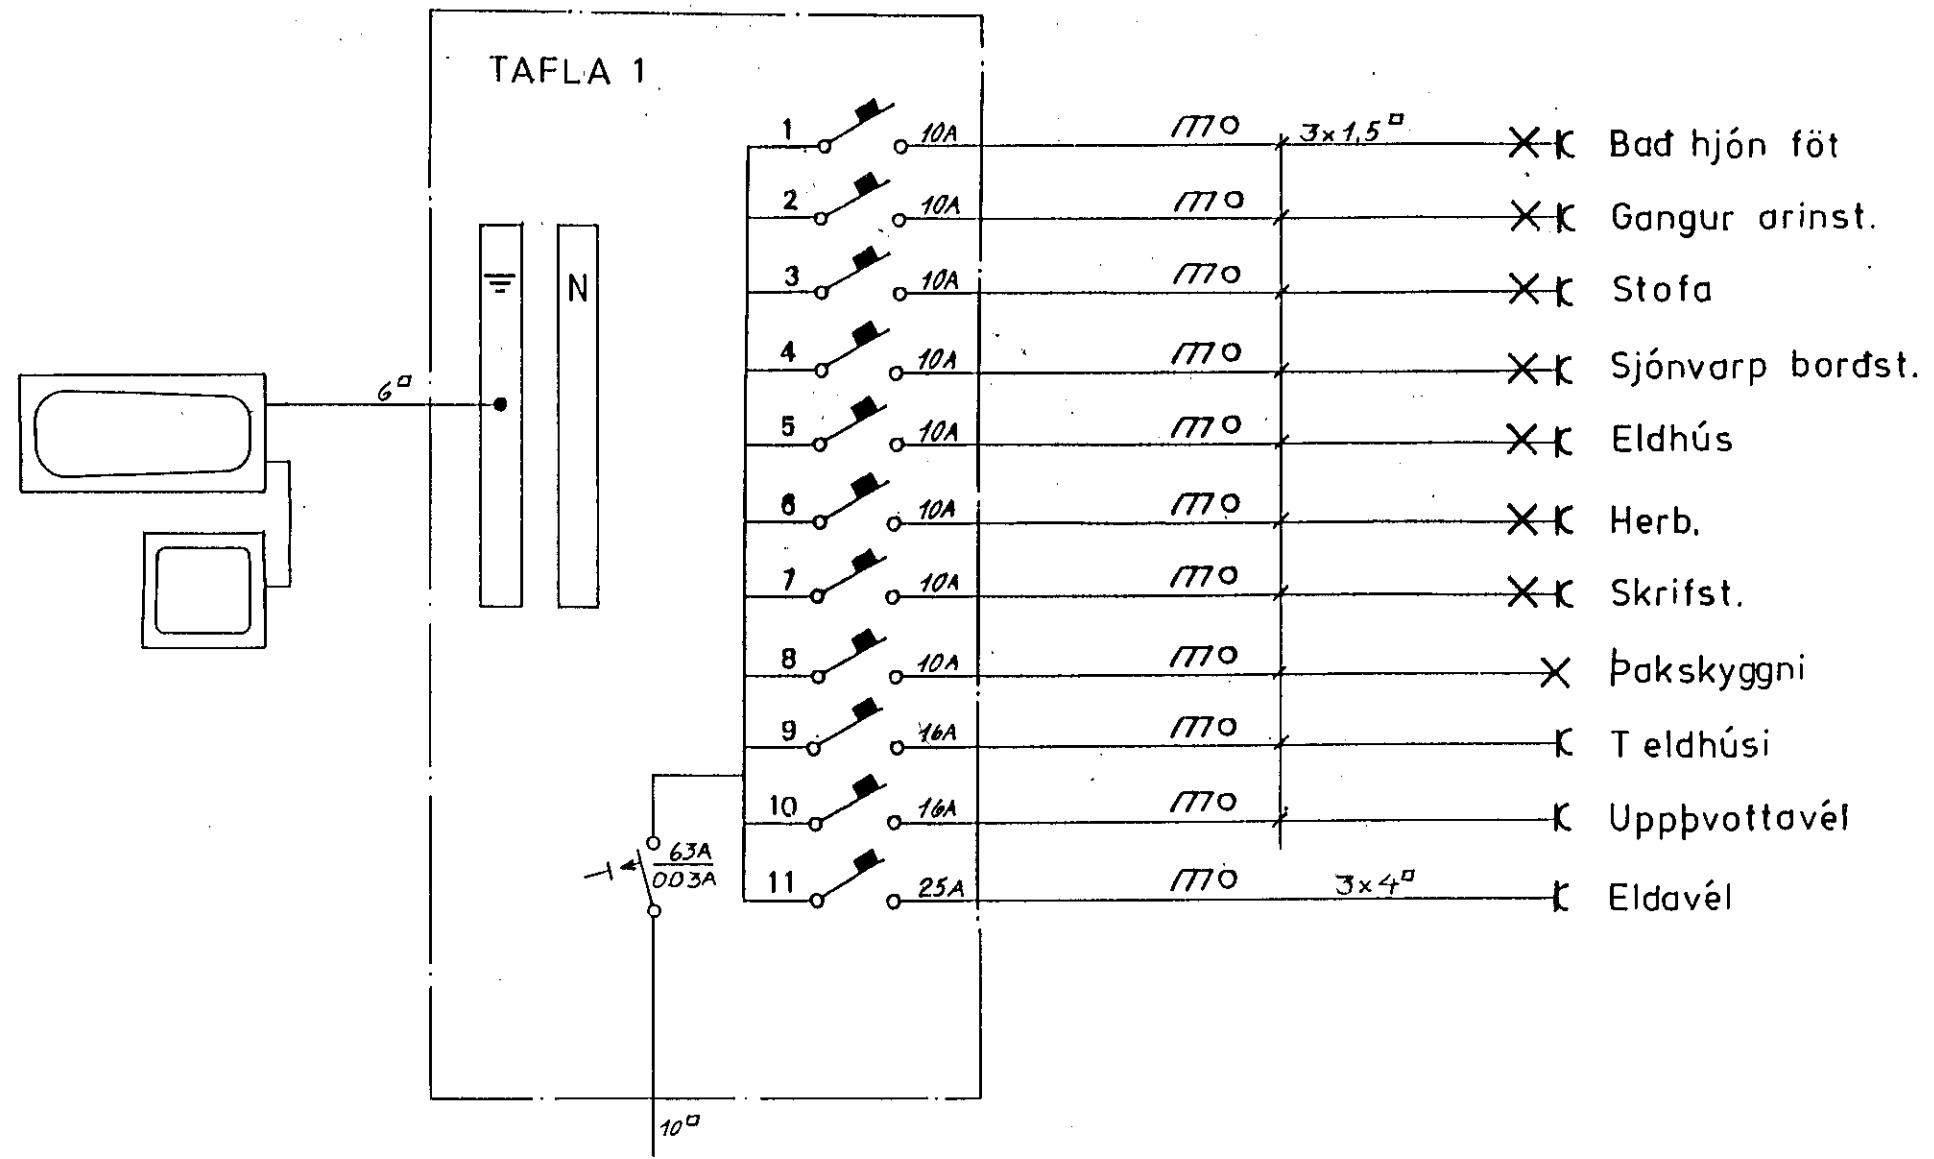 TAFLA 1
1 10A 3x1,5□ Bað hjón föt
2 10A Gangur arinst.
3 10A Stofa
N
4 10A Sjónvarp borðst.
6□
5 10A Eldhús
6 10A Herb.
7 10A Skrifst.
8 10A Þakskyggni
9 16A T eldhúsi
10 16A Uppþvottavél
63A
003A
11 25A 3x4□ Eldavél
10□